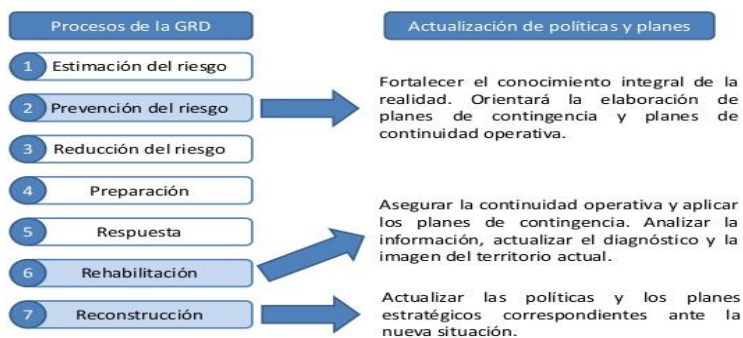 Procesos de la GRD
1 Estimación del riesgo
2 Prevención del riesgo
3 Reducción del riesgo
4 Preparación
5 Respuesta
6 Rehabilitación
7 Reconstrucción
Actualización de políticas y planes
Fortalecer el conocimiento integral de la
realidad. Orientará la elaboración de
planes de contingencia y planes de
continuidad operativa.
Asegurar la continuidad operativa y aplicar
los planes de contingencia. Analizar la
información, actualizar el diagnóstico y la
imagen del territorio actual.
Actualizar las políticas y los planes
estratégicos correspondientes ante la
nueva situación.